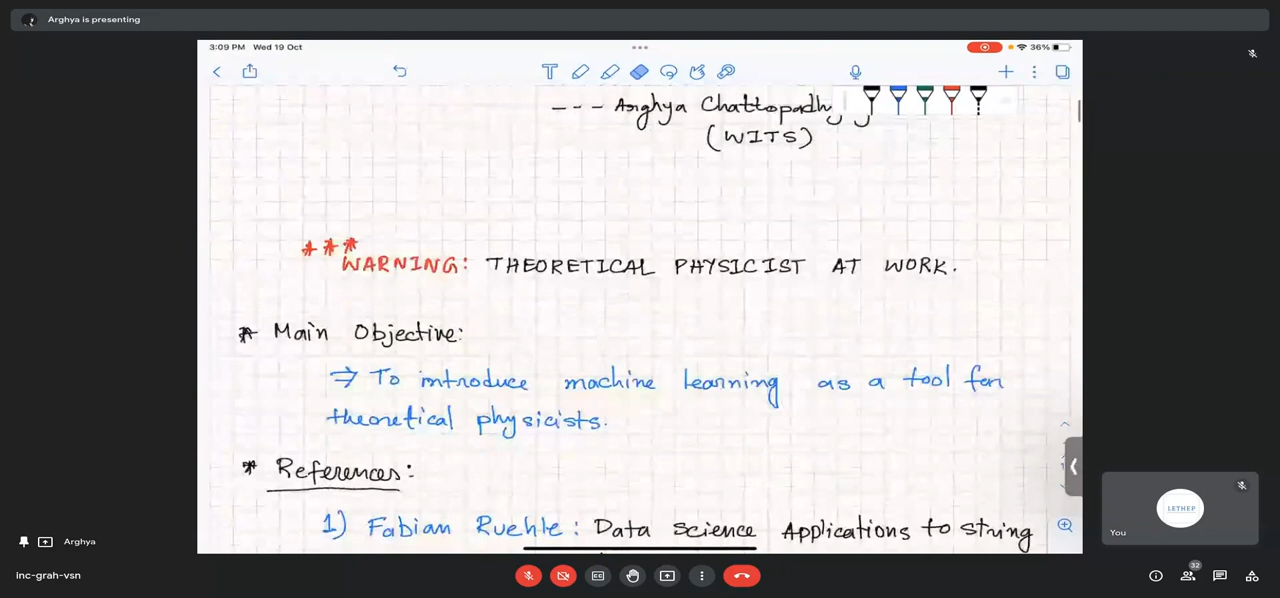 Arghya is presenting
3:09 PM Wed 19 Oct
36%
--- Arghya Chattopadhyay
(WITS)
*** WARNING: THEORETICAL PHYSICIST AT WORK.
* Main Objective:
⇒ To introduce machine learning as a tool for
theoretical physicists.
* References:
1) Fabian Ruehle: Data Science Applications to string
LETHEP
You
Arghya
lnc-grah-vsn
32